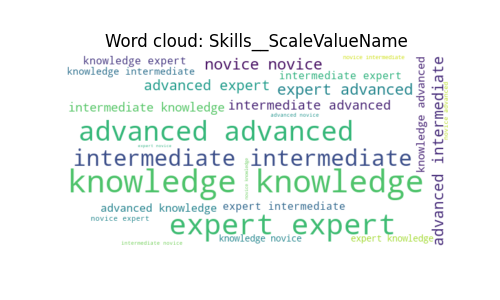 Word cloud: Skills__ScaleValueName
knowledge expert
novice novice
novice intermediate
knowledge intermediate
intermediate expert
advanced expert
expert advanced
intermediate knowledge
intermediate advanced
advanced novice
advanced advanced
expert novice
intermediate intermediate
knowledge knowledge
advanced knowledge
expert intermediate
novice expert
expert expert
knowledge novice
expert knowledge
intermediate novice
knowledge advanced
advanced intermediate